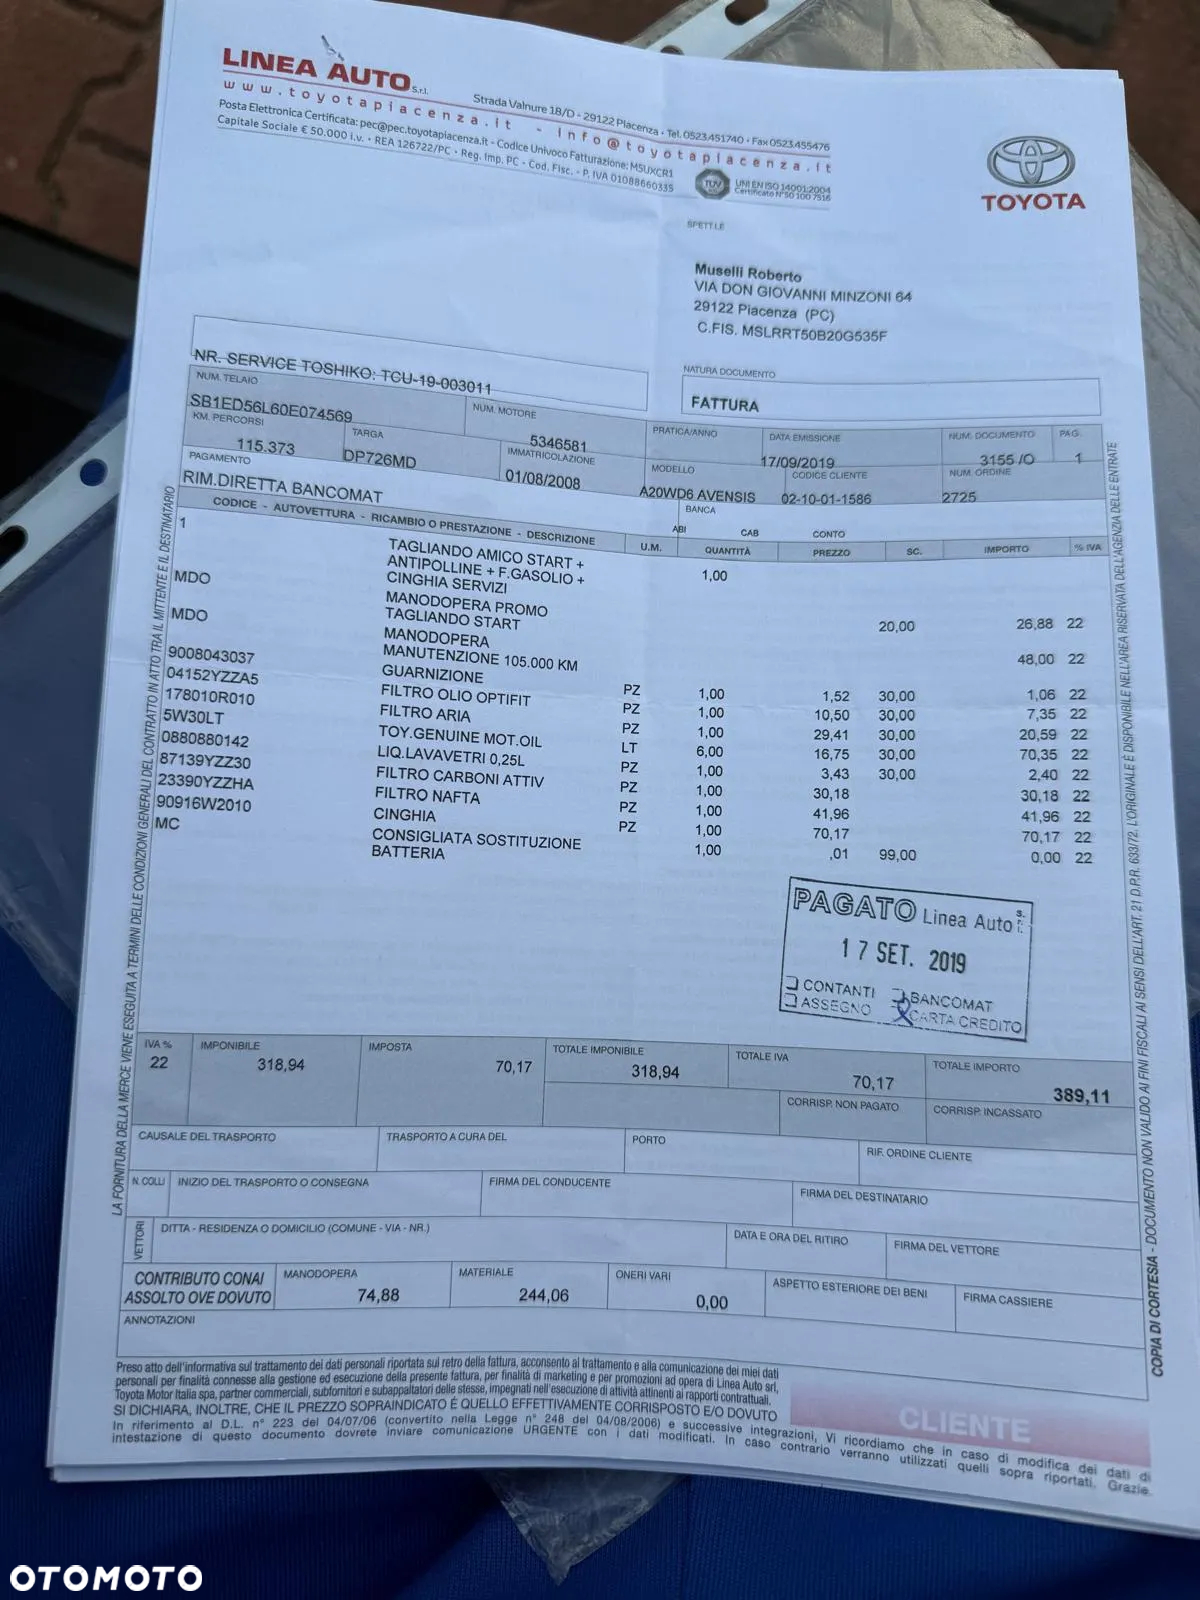 LINEA AUTO S.r.l.
www.toyotapiacenza.it - info@toyotapiacenza.it
Strada Valnure 18/D - 29122 Piacenza • Tel. 0523.451740 • Fax 0523.455476
Posta Elettronica Certificata: pec@pec.toyotapiacenza.it - Codice Univoco Fatturazione: M5UXCR1
Capitale Sociale € 50.000 i.v. • REA 126722/PC • Reg. Imp. PC - Cod. Fisc. - P. IVA 01088660335
TÜV
UNI EN ISO 14001:2004
Certificato N° 50 100 7516
TOYOTA
SPETT.LE
Muselli Roberto
VIA DON GIOVANNI MINZONI 64
29122 Piacenza (PC)
C.FIS. MSLRRT50B20G535F
NR. SERVICE TOSHIKO: TCU-19-003011
NATURA DOCUMENTO
FATTURA
NUM. TELAIO
SB1ED56L60E074569
NUM. MOTORE
5346581
PRATICA/ANNO
DATA EMISSIONE
17/09/2019
NUM. DOCUMENTO
3155 /O
PAG.
1
KM. PERCORSI
115.373
TARGA
DP726MD
IMMATRICOLAZIONE
01/08/2008
MODELLO
A20WD6 AVENSIS
CODICE CLIENTE
02-10-01-1586
NUM. ORDINE
2725
PAGAMENTO
RIM.DIRETTA BANCOMAT
BANCA
ABI CAB CONTO
CODICE - AUTOVETTURA - RICAMBIO O PRESTAZIONE - DESCRIZIONE U.M. QUANTITÀ PREZZO SC. IMPORTO % IVA
1 TAGLIANDO AMICO START + 1,00
ANTIPOLLINE + F.GASOLIO +
CINGHIA SERVIZI
MDO MANODOPERA PROMO 20,00 26,88 22
TAGLIANDO START
MDO MANODOPERA 48,00 22
MANUTENZIONE 105.000 KM
9008043037 GUARNIZIONE PZ 1,00 1,52 30,00 1,06 22
04152YZZA5 FILTRO OLIO OPTIFIT PZ 1,00 10,50 30,00 7,35 22
178010R010 FILTRO ARIA PZ 1,00 29,41 30,00 20,59 22
5W30LT TOY.GENUINE MOT.OIL LT 6,00 16,75 30,00 70,35 22
0880880142 LIQ.LAVAVETRI 0,25L PZ 1,00 3,43 30,00 2,40 22
87139YZZ30 FILTRO CARBONI ATTIV PZ 1,00 30,18 30,18 22
23390YZZHA FILTRO NAFTA PZ 1,00 41,96 41,96 22
90916W2010 CINGHIA PZ 1,00 70,17 70,17 22
MC CONSIGLIATA SOSTITUZIONE 1,00 ,01 99,00 0,00 22
BATTERIA
PAGATO Linea Auto s.r.l.
17 SET. 2019
CONTANTI BANCOMAT
ASSEGNO CARTA CREDITO
IVA % IMPONIBILE IMPOSTA TOTALE IMPONIBILE TOTALE IVA TOTALE IMPORTO
22 318,94 70,17 318,94 70,17 389,11
CORRISP. NON PAGATO CORRISP. INCASSATO
CAUSALE DEL TRASPORTO TRASPORTO A CURA DEL PORTO RIF. ORDINE CLIENTE
N. COLLI INIZIO DEL TRASPORTO O CONSEGNA FIRMA DEL CONDUCENTE FIRMA DEL DESTINATARIO
VETTORI DITTA - RESIDENZA O DOMICILIO (COMUNE - VIA - NR.) DATA E ORA DEL RITIRO FIRMA DEL VETTORE
CONTRIBUTO CONAI
ASSOLTO OVE DOVUTO
MANODOPERA
74,88
MATERIALE
244,06
ONERI VARI
0,00
ASPETTO ESTERIORE DEI BENI FIRMA CASSIERE
ANNOTAZIONI
Preso atto dell'informativa sul trattamento dei dati personali riportata sul retro della fattura, acconsento al trattamento e alla comunicazione dei miei dati
personali per finalità connesse alla gestione ed esecuzione della presente fattura, per finalità di marketing e per promozioni ad opera di Linea Auto srl,
Toyota Motor Italia spa, partner commerciali, subfornitori e subappaltatori delle stesse, impegnati nell'esecuzione di attività attinenti ai rapporti contrattuali.
SI DICHIARA, INOLTRE, CHE IL PREZZO SOPRAINDICATO È QUELLO EFFETTIVAMENTE CORRISPOSTO E/O DOVUTO
CLIENTE
In riferimento al D.L. n° 223 del 04/07/06 (convertito nella Legge n° 248 del 04/08/2006) e successive integrazioni, Vi ricordiamo che in caso di modifica dei dati di
intestazione di questo documento dovrete inviare comunicazione URGENTE con i dati modificati. In caso contrario verranno utilizzati quelli sopra riportati. Grazie.
LA FORNITURA DELLA MERCE VIENE ESEGUITA A TERMINI DELLE CONDIZIONI GENERALI DEL CONTRATTO IN ATTO TRA IL MITTENTE E IL DESTINATARIO
COPIA DI CORTESIA - DOCUMENTO NON VALIDO AI FINI FISCALI AI SENSI DELL'ART. 21 D.P.R. 633/72. L'ORIGINALE È DISPONIBILE NELL'AREA RISERVATA DELL'AGENZIA DELLE ENTRATE
OTOMOTO